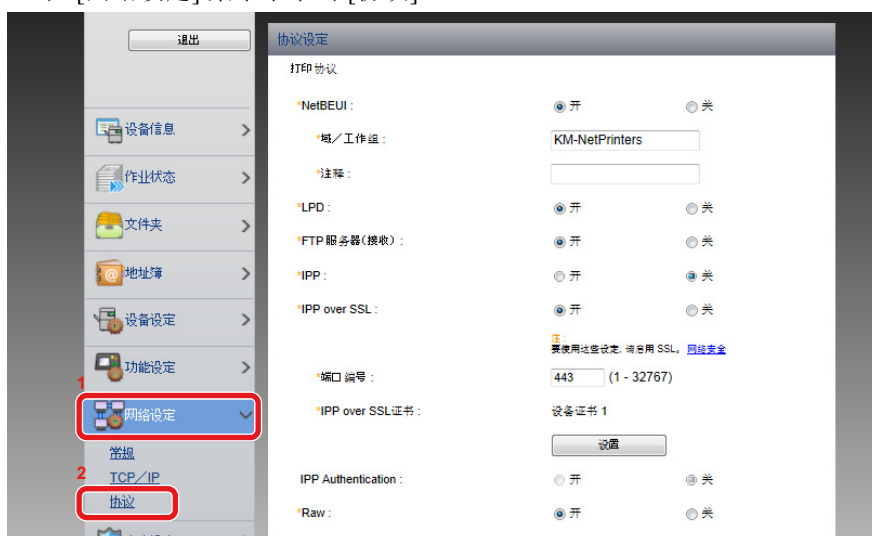 退出
协议设定
打印协议
*NetBEUI : 开 关
设备信息
*域／工作组 : KM-NetPrinters
*注释 :
作业状态
*LPD : 开 关
文件夹
*FTP服务器(接收) : 开 关
地址簿
*IPP : 开 关
*IPP over SSL : 开 关
设备设定
注 :
要使用这些设定, 请启用 SSL。 网络安全
功能设定
*端口 编号 : 443 (1 - 32767)
1
网络设定
*IPP over SSL证书 : 设备证书 1
设置
常规
2
TCP／IP
IPP Authentication : 开 关
协议
*Raw : 开 关